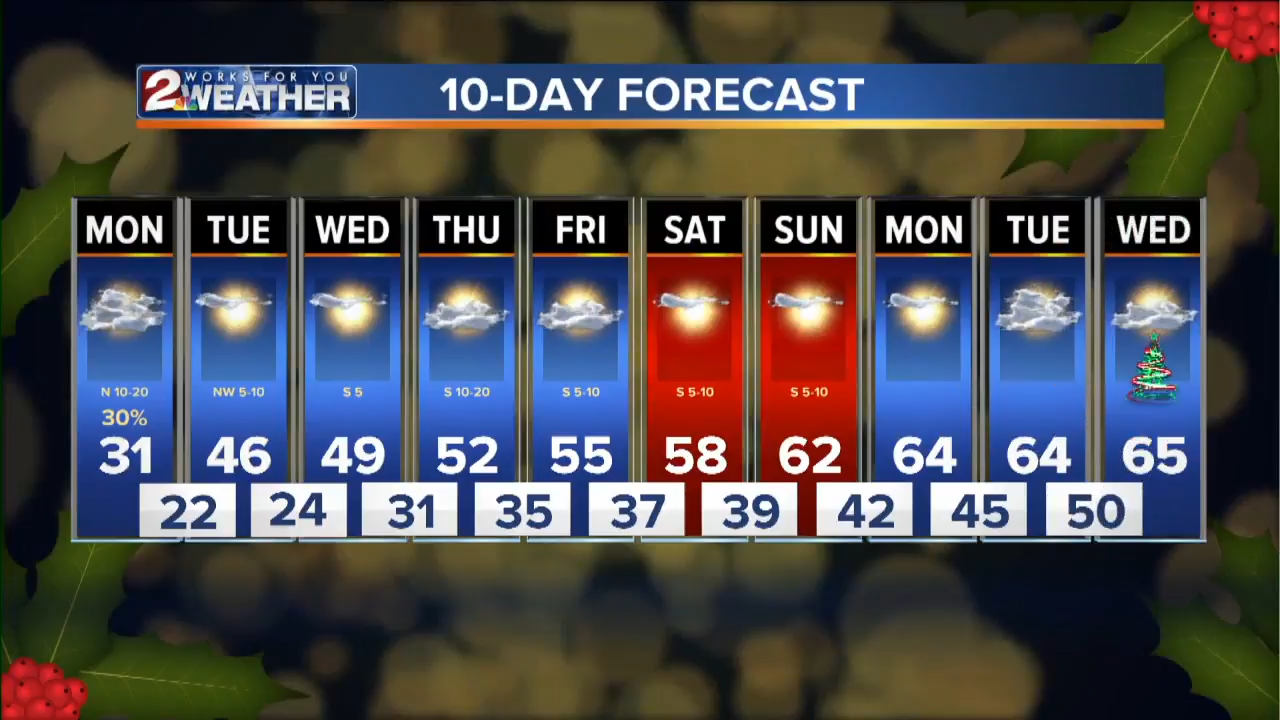 2 WORKS FOR YOU
WEATHER
10-DAY FORECAST
MON TUE WED THU FRI SAT SUN MON TUE WED
N 10-20 NW 5-10 S 5 S 10-20 S 5-10 S 5-10 S 5-10
30%
31 46 49 52 55 58 62 64 64 65
22 24 31 35 37 39 42 45 50